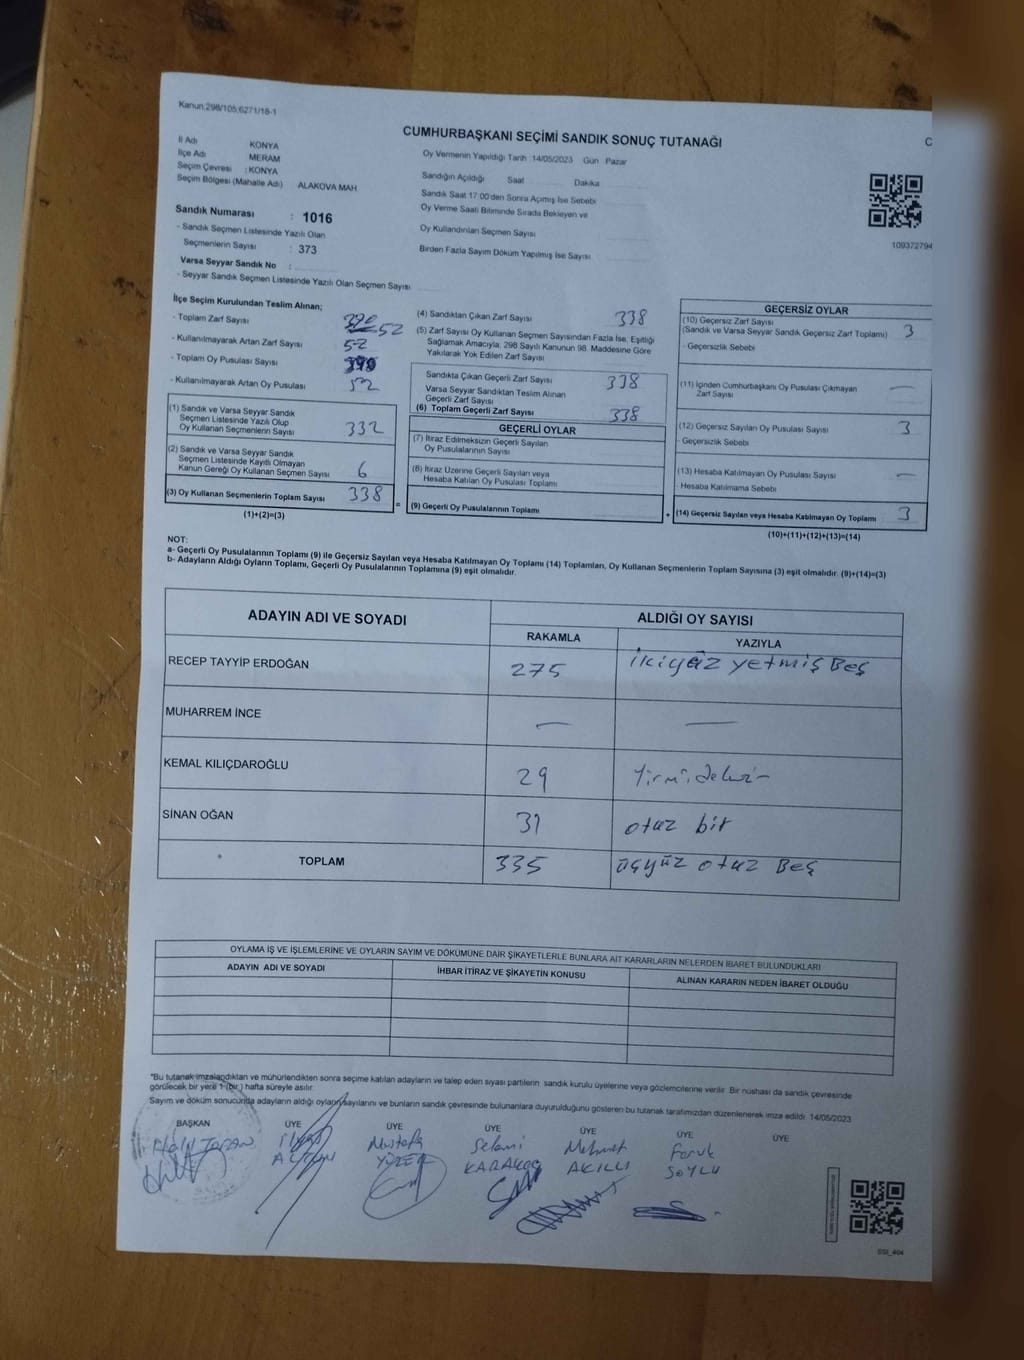 Kanun:298/105;6271/18-1
CUMHURBAŞKANI SEÇİMİ SANDIK SONUÇ TUTANAĞI
C
İl Adı KONYA
İlçe Adı MERAM
Seçim Çevresi : KONYA
Seçim Bölgesi (Mahalle Adı) ALAKOVA MAH.
Sandık Numarası : 1016
- Sandık Seçmen Listesinde Yazılı Olan
Seçmenlerin Sayısı : 373
Varsa Seyyar Sandık No :
- Seyyar Sandık Seçmen Listesinde Yazılı Olan Seçmen Sayısı
Oy Vermenin Yapıldığı Tarih 14/05/2023 Gün Pazar
Sandığın Açıldığı Saat Dakika
Sandık Saat 17:00'den Sonra Açımış İse Sebebi
Oy Verme Saati Bitiminde Sırada Bekleyen ve
Oy Kullandırılan Seçmen Sayısı
Birden Fazla Sayım Döküm Yapılmış İse Sayısı
109372794
İlçe Seçim Kurulundan Teslim Alınan;
- Toplam Zarf Sayısı 52
- Kullanılmayarak Artan Zarf Sayısı 52
- Toplam Oy Pusulası Sayısı 390
- Kullanılmayarak Artan Oy Pusulası 52
(1) Sandık ve Varsa Seyyar Sandık
Seçmen Listesinde Yazılı Olup
Oy Kullanan Seçmenlerin Sayısı 332
(2) Sandık ve Varsa Seyyar Sandık
Seçmen Listesinde Kayıtlı Olmayan
Kanun Gereği Oy Kullanan Seçmen Sayısı 6
(3) Oy Kullanan Seçmenlerin Toplam Sayısı 338
(1)+(2)=(3)
=
(4) Sandıktan Çıkan Zarf Sayısı 338
(5) Zarf Sayısı Oy Kullanan Seçmen Sayısından Fazla İse, Eşitliği
Sağlamak Amacıyla; 298 Sayılı Kanunun 98. Maddesine Göre
Yakılarak Yok Edilen Zarf Sayısı
Sandıkta Çıkan Geçerli Zarf Sayısı 338
Varsa Seyyar Sandıktan Teslim Alınan
Geçerli Zarf Sayısı
(6) Toplam Geçerli Zarf Sayısı 338
GEÇERLİ OYLAR
(7) İtiraz Edilmeksizin Geçerli Sayılan
Oy Pusulalarının Sayısı
(8) İtiraz Üzerine Geçerli Sayılan veya
Hesaba Katılan Oy Pusulası Toplamı
(9) Geçerli Oy Pusulalarının Toplamı
+
GEÇERSİZ OYLAR
(10) Geçersiz Zarf Sayısı
(Sandık ve Varsa Seyyar Sandık Geçersiz Zarf Toplamı) 3
- Geçersizlik Sebebi
(11) İçinden Cumhurbaşkanı Oy Pusulası Çıkmayan
Zarf Sayısı —
(12) Geçersiz Sayılan Oy Pusulası Sayısı 3
- Geçersizlik Sebebi
(13) Hesaba Katılmayan Oy Pusulası Sayısı —
Hesaba Katılmama Sebebi
(14) Geçersiz Sayılan veya Hesaba Katılmayan Oy Toplamı 3
(10)+(11)+(12)+(13)=(14)
NOT:
a- Geçerli Oy Pusulalarının Toplamı (9) ile Geçersiz Sayılan veya Hesaba Katılmayan Oy Toplamı (14) Toplamları, Oy Kullanan Seçmenlerin Toplam Sayısına (3) eşit olmalıdır. (9)+(14)=(3)
b- Adayların Aldığı Oyların Toplamı, Geçerli Oy Pusulalarının Toplamına (9) eşit olmalıdır.
ADAYIN ADI VE SOYADI ALDIĞI OY SAYISI
RAKAMLA YAZIYLA
RECEP TAYYİP ERDOĞAN 275 ikiyüz yetmiş Beş
MUHARREM İNCE — —
KEMAL KILIÇDAROĞLU 29
SİNAN OĞAN 31 otuz bir
TOPLAM 335 üçyüz otuz Beş
OYLAMA İŞ VE İŞLEMLERİNE VE OYLARIN SAYIM VE DÖKÜMÜNE DAİR ŞİKAYETLERLE BUNLARA AİT KARARLARIN NELERDEN İBARET BULUNDUKLARI
ADAYIN ADI VE SOYADI İHBAR İTİRAZ VE ŞİKAYETİN KONUSU ALINAN KARARIN NEDEN İBARET OLDUĞU
*Bu tutanak imzalandıktan ve mühürlendikten sonra seçime katılan adayların ve talep eden siyasi partilerin sandık kurulu üyelerine veya gözlemcilerine verilir. Bir nüshası da sandık çevresinde
görülecek bir yere 1 (bir ) hafta süreyle asılır.
Sayım ve döküm sonucunda adayların aldığı oyların sayılarını ve bunların sandık çevresinde bulunanlara duyurulduğunu gösteren bu tutanak tarafımızdan düzenlenerek imza edildi. 14/05/2023
BAŞKAN ÜYE ÜYE ÜYE ÜYE ÜYE ÜYE
Mustafa Selami Mehmet Faruk
ALTUN YÜZER KARAKOÇ AKILLI SOYLU
SSI_404